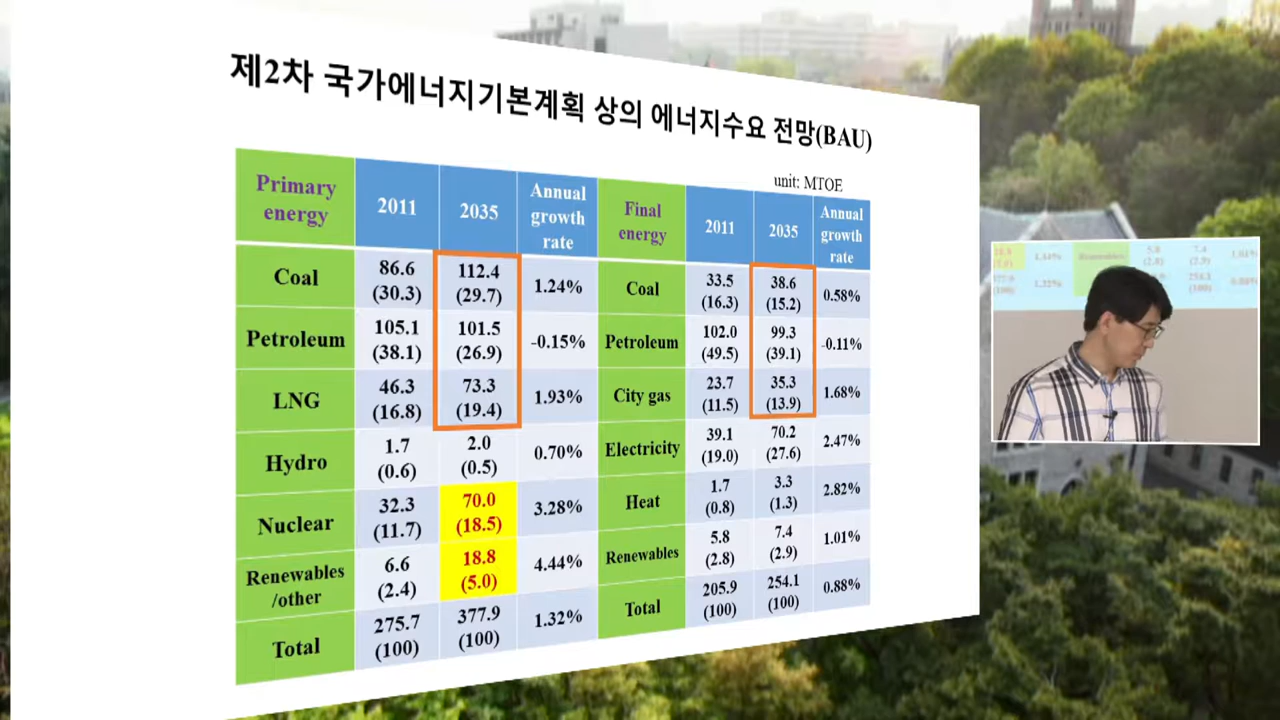 제2차 국가에너지기본계획 상의 에너지수요 전망(BAU)
unit: MTOE
Primary energy 2011 2035 Annual growth rate Final energy 2011 2035 Annual growth rate
Coal 86.6 (30.3) 112.4 (29.7) 1.24% Coal 33.5 (16.3) 38.6 (15.2) 0.58%
Petroleum 105.1 (38.1) 101.5 (26.9) -0.15% Petroleum 102.0 (49.5) 99.3 (39.1) -0.11%
LNG 46.3 (16.8) 73.3 (19.4) 1.93% City gas 23.7 (11.5) 35.3 (13.9) 1.68%
Hydro 1.7 (0.6) 2.0 (0.5) 0.70% Electricity 39.1 (19.0) 70.2 (27.6) 2.47%
Nuclear 32.3 (11.7) 70.0 (18.5) 3.28% Heat 1.7 (0.8) 3.3 (1.3) 2.82%
Renewables /other 6.6 (2.4) 18.8 (5.0) 4.44% Renewables 5.8 (2.8) 7.4 (2.9) 1.01%
Total 275.7 (100) 377.9 (100) 1.32% Total 205.9 (100) 254.1 (100) 0.88%